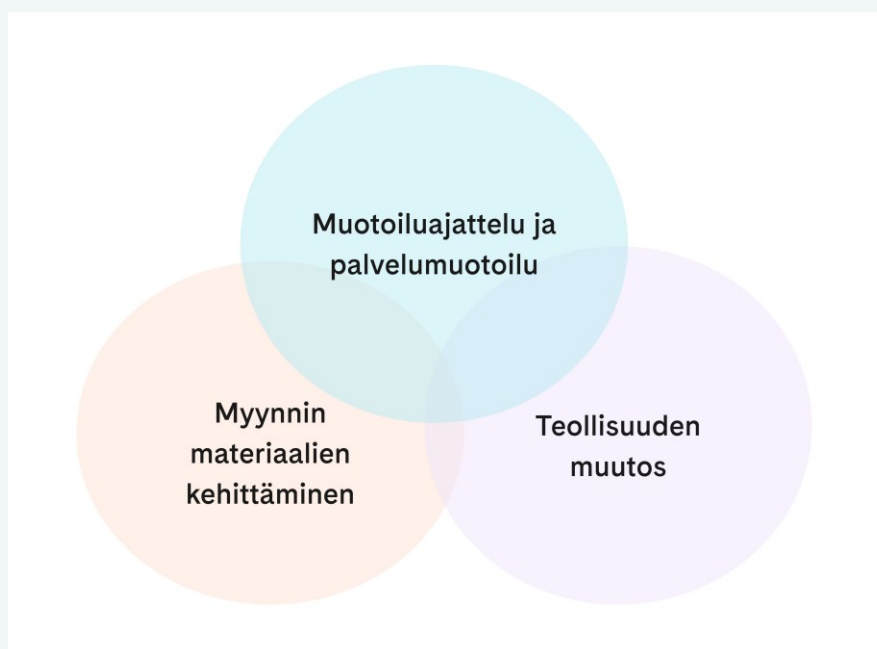 Muotoiluajattelu ja
palvelumuotoilu
Myynnin
materiaalien
kehittäminen
Teollisuuden
muutos